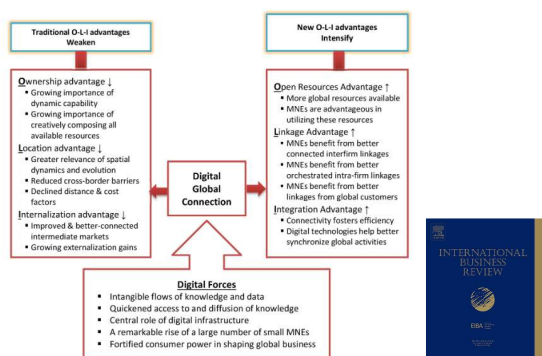 Traditional O-L-I advantages
Weaken
Ownership advantage ↓
▪ Growing importance of
dynamic capability
▪ Growing importance of
creatively composing all
available resources
Location advantage ↓
▪ Greater relevance of spatial
dynamics and evolution
▪ Reduced cross-border barriers
▪ Declined distance & cost
factors
Internalization advantage ↓
▪ Improved & better-connected
intermediate markets
▪ Growing externalization gains
Digital
Global
Connection
New O-L-I advantages
Intensify
Open Resources Advantage ↑
▪ More global resources available
▪ MNEs are advantageous in
utilizing these resources
Linkage Advantage ↑
▪ MNEs benefit from better
connected interfirm linkages
▪ MNEs benefit from better
orchestrated intra-firm linkages
▪ MNEs benefit from better
linkages from global customers
Integration Advantage ↑
▪ Connectivity fosters efficiency
▪ Digital technologies help better
synchronize global activities
Digital Forces
▪ Intangible flows of knowledge and data
▪ Quickened access to and diffusion of knowledge
▪ Central role of digital infrastructure
▪ A remarkable rise of a large number of small MNEs
▪ Fortified consumer power in shaping global business
INTERNATIONAL
BUSINESS
REVIEW
EIBA